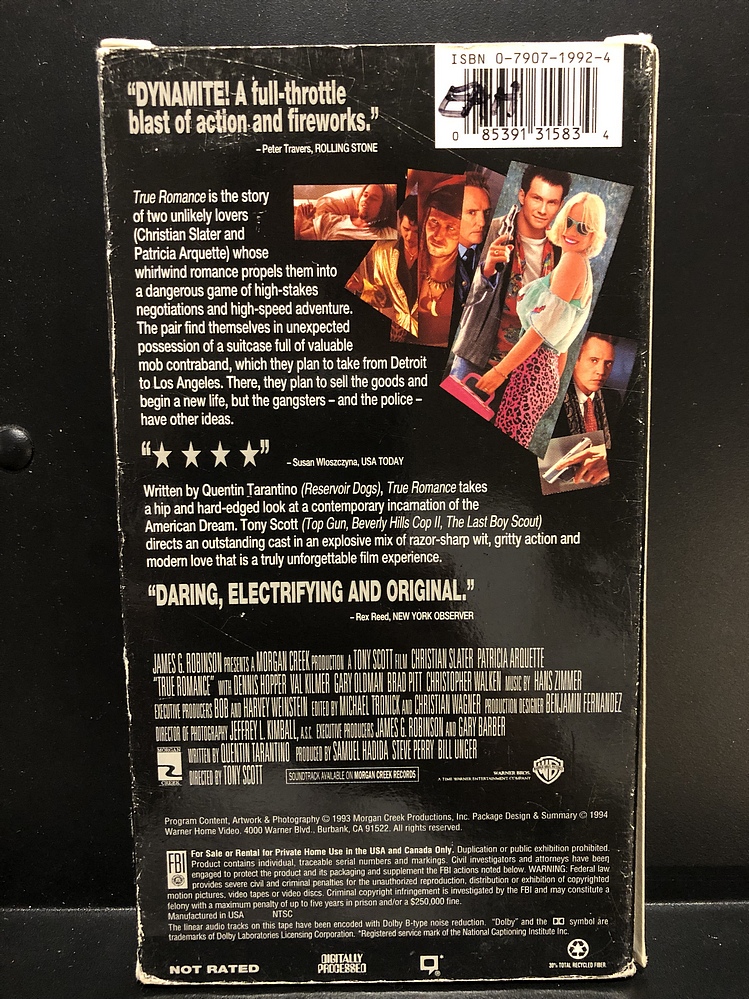 ISBN 0-7907-1992-4
0 85391 31583 4
“DYNAMITE! A full-throttle
blast of action and fireworks.”
– Peter Travers, ROLLING STONE
True Romance is the story
of two unlikely lovers
(Christian Slater and
Patricia Arquette) whose
whirlwind romance propels them into
a dangerous game of high-stakes
negotiations and high-speed adventure.
The pair find themselves in unexpected
possession of a suitcase full of valuable
mob contraband, which they plan to take from Detroit
to Los Angeles. There, they plan to sell the goods and
begin a new life, but the gangsters – and the police –
have other ideas.
“★ ★ ★ ★”
– Susan Wloszczyna, USA TODAY
Written by Quentin Tarantino (Reservoir Dogs), True Romance takes
a hip and hard-edged look at a contemporary incarnation of the
American Dream. Tony Scott (Top Gun, Beverly Hills Cop II, The Last Boy Scout)
directs an outstanding cast in an explosive mix of razor-sharp wit, gritty action and
modern love that is a truly unforgettable film experience.
“DARING, ELECTRIFYING AND ORIGINAL.”
– Rex Reed, NEW YORK OBSERVER
JAMES G. ROBINSON PRESENTS A MORGAN CREEK PRODUCTION A TONY SCOTT FILM CHRISTIAN SLATER PATRICIA ARQUETTE
“TRUE ROMANCE” WITH DENNIS HOPPER VAL KILMER GARY OLDMAN BRAD PITT CHRISTOPHER WALKEN MUSIC BY HANS ZIMMER
EXECUTIVE PRODUCERS BOB AND HARVEY WEINSTEIN EDITED BY MICHAEL TRONICK AND CHRISTIAN WAGNER PRODUCTION DESIGNER BENJAMIN FERNANDEZ
DIRECTOR OF PHOTOGRAPHY JEFFREY L. KIMBALL, A.S.C. EXECUTIVE PRODUCERS JAMES G. ROBINSON AND GARY BARBER
WRITTEN BY QUENTIN TARANTINO PRODUCED BY SAMUEL HADIDA STEVE PERRY BILL UNGER
DIRECTED BY TONY SCOTT
MORGAN CREEK
SOUNDTRACK AVAILABLE ON MORGAN CREEK RECORDS
WARNER BROS.
A TIME WARNER ENTERTAINMENT COMPANY
WB
Program Content, Artwork & Photography © 1993 Morgan Creek Productions, Inc. Package Design & Summary © 1994
Warner Home Video. 4000 Warner Blvd., Burbank, CA 91522. All rights reserved.
FBI
For Sale or Rental for Private Home Use in the USA and Canada Only. Duplication or public exhibition prohibited.
Product contains individual, traceable serial numbers and markings. Civil investigators and attorneys have been
engaged to protect the product and its packaging and supplement the FBI actions noted below. WARNING: Federal law
provides severe civil and criminal penalties for the unauthorized reproduction, distribution or exhibition of copyrighted
motion pictures, video tapes or video discs. Criminal copyright infringement is investigated by the FBI and may constitute a
felony with a maximum penalty of up to five years in prison and/or a $250,000 fine.
Manufactured in USA NTSC
The linear audio tracks on this tape have been encoded with Dolby B-type noise reduction. “Dolby” and the DD symbol are
trademarks of Dolby Laboratories Licensing Corporation. *Registered service mark of the National Captioning Institute Inc.
NOT RATED
DIGITALLY
PROCESSED
30% TOTAL RECYCLED FIBER